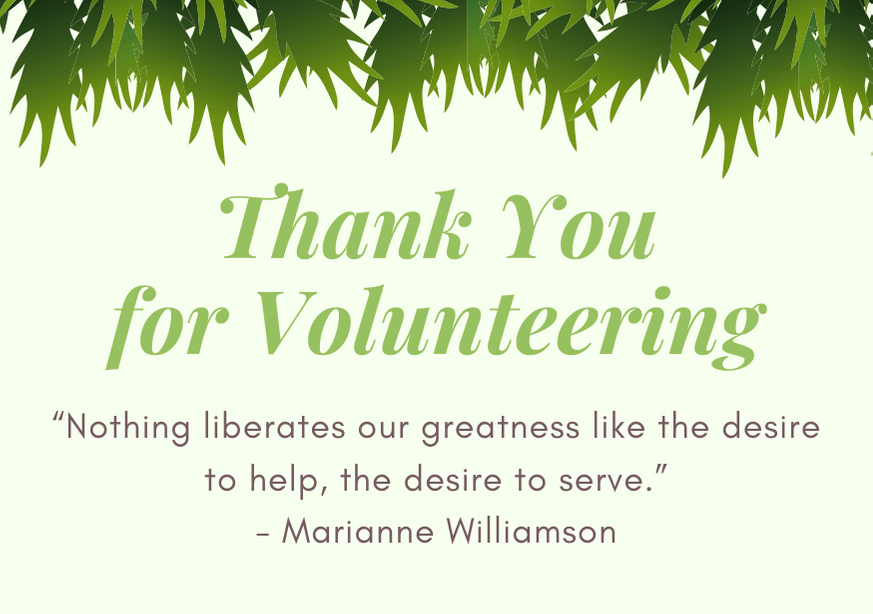 Thank You
for Volunteering
“Nothing liberates our greatness like the desire
to help, the desire to serve.”
– Marianne Williamson